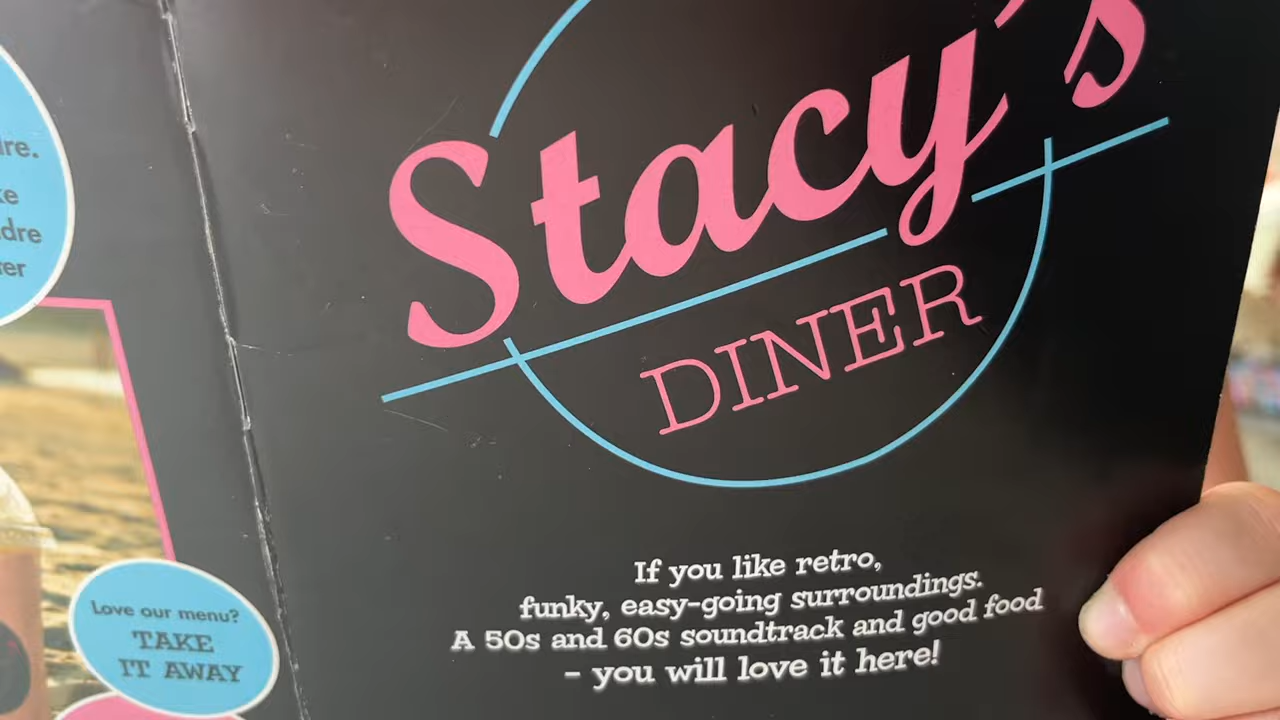 Stacy's
DINER
If you like retro,
funky, easy-going surroundings.
A 50s and 60s soundtrack and good food
– you will love it here!
Love our menu?
TAKE
IT AWAY